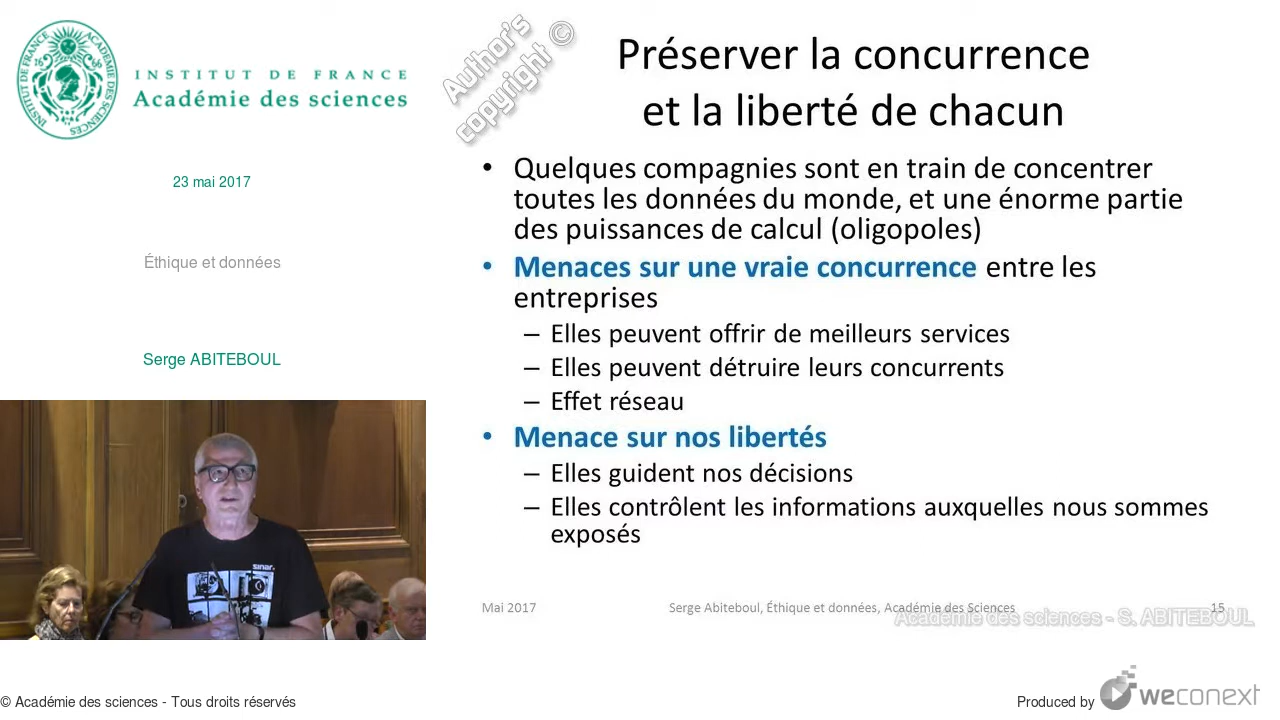 INSTITUT DE FRANCE
Académie des sciences
23 mai 2017
Éthique et données
Serge ABITEBOUL
Author's
copyright ©
Préserver la concurrence
et la liberté de chacun
• Quelques compagnies sont en train de concentrer
toutes les données du monde, et une énorme partie
des puissances de calcul (oligopoles)
• Menaces sur une vraie concurrence entre les
entreprises
– Elles peuvent offrir de meilleurs services
– Elles peuvent détruire leurs concurrents
– Effet réseau
• Menace sur nos libertés
– Elles guident nos décisions
– Elles contrôlent les informations auxquelles nous sommes
exposés
Mai 2017
Serge Abiteboul, Éthique et données, Académie des Sciences
15
Académie des sciences - S. ABITEBOUL
sinar
© Académie des sciences - Tous droits réservés
Produced by
weconext